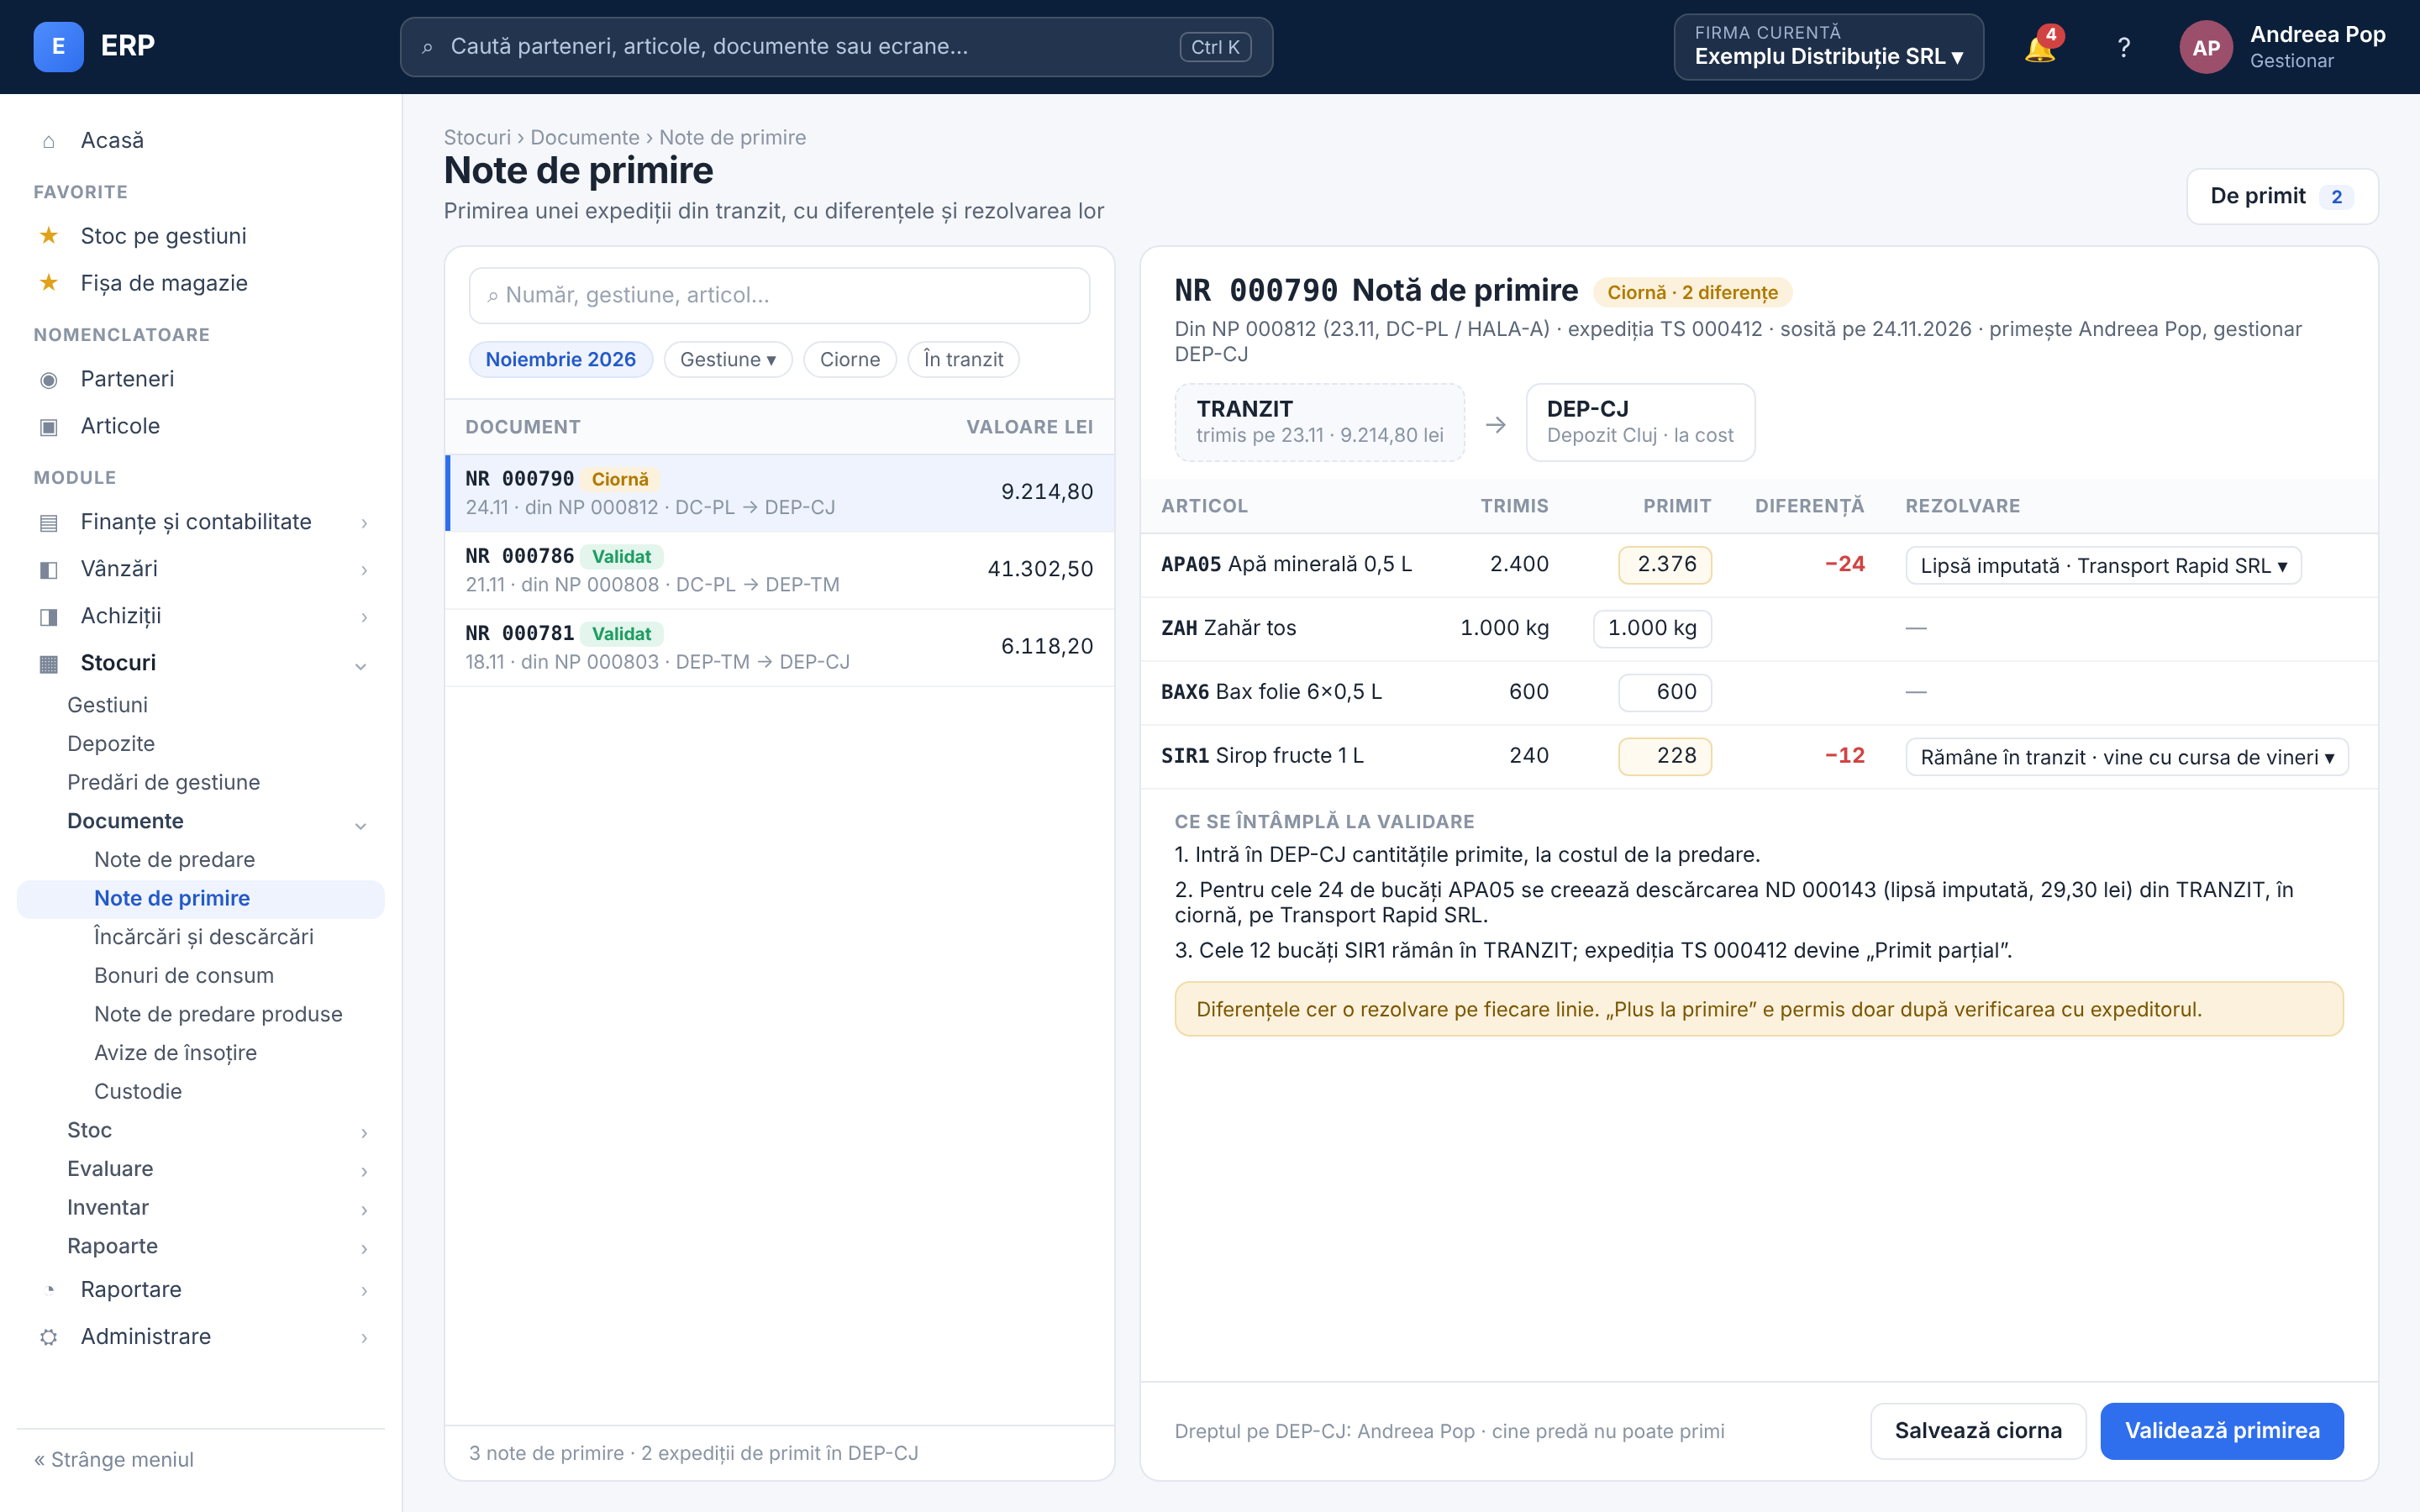 E ERP
Caută parteneri, articole, documente sau ecrane... Ctrl K
FIRMA CURENTĂ
Exemplu Distribuție SRL ▾
4
?
AP
Andreea Pop
Gestionar
Acasă
FAVORITE
★ Stoc pe gestiuni
★ Fișa de magazie
NOMENCLATOARE
Parteneri
Articole
MODULE
Finanțe și contabilitate ›
Vânzări ›
Achiziții ›
Stocuri
Gestiuni
Depozite
Predări de gestiune
Documente
Note de predare
Note de primire
Încărcări și descărcări
Bonuri de consum
Note de predare produse
Avize de însoțire
Custodie
Stoc ›
Evaluare ›
Inventar ›
Rapoarte ›
Raportare ›
Administrare ›
« Strânge meniul
Stocuri › Documente › Note de primire
Note de primire
Primirea unei expediții din tranzit, cu diferențele și rezolvarea lor
De primit 2
Număr, gestiune, articol...
Noiembrie 2026 Gestiune ▾ Ciorne În tranzit
DOCUMENT VALOARE LEI
NR 000790 Ciornă 9.214,80
24.11 · din NP 000812 · DC-PL → DEP-CJ
NR 000786 Validat 41.302,50
21.11 · din NP 000808 · DC-PL → DEP-TM
NR 000781 Validat 6.118,20
18.11 · din NP 000803 · DEP-TM → DEP-CJ
3 note de primire · 2 expediții de primit în DEP-CJ
NR 000790 Notă de primire Ciornă · 2 diferențe
Din NP 000812 (23.11, DC-PL / HALA-A) · expediția TS 000412 · sosită pe 24.11.2026 · primește Andreea Pop, gestionar
DEP-CJ
TRANZIT
trimis pe 23.11 · 9.214,80 lei
→
DEP-CJ
Depozit Cluj · la cost
ARTICOL TRIMIS PRIMIT DIFERENȚĂ REZOLVARE
APA05 Apă minerală 0,5 L 2.400 2.376 −24 Lipsă imputată · Transport Rapid SRL ▾
ZAH Zahăr tos 1.000 kg 1.000 kg —
BAX6 Bax folie 6×0,5 L 600 600 —
SIR1 Sirop fructe 1 L 240 228 −12 Rămâne în tranzit · vine cu cursa de vineri ▾
CE SE ÎNTÂMPLĂ LA VALIDARE
1. Intră în DEP-CJ cantitățile primite, la costul de la predare.
2. Pentru cele 24 de bucăți APA05 se creează descărcarea ND 000143 (lipsă imputată, 29,30 lei) din TRANZIT, în
ciornă, pe Transport Rapid SRL.
3. Cele 12 bucăți SIR1 rămân în TRANZIT; expediția TS 000412 devine „Primit parțial”.
Diferențele cer o rezolvare pe fiecare linie. „Plus la primire” e permis doar după verificarea cu expeditorul.
Dreptul pe DEP-CJ: Andreea Pop · cine predă nu poate primi
Salvează ciorna
Validează primirea